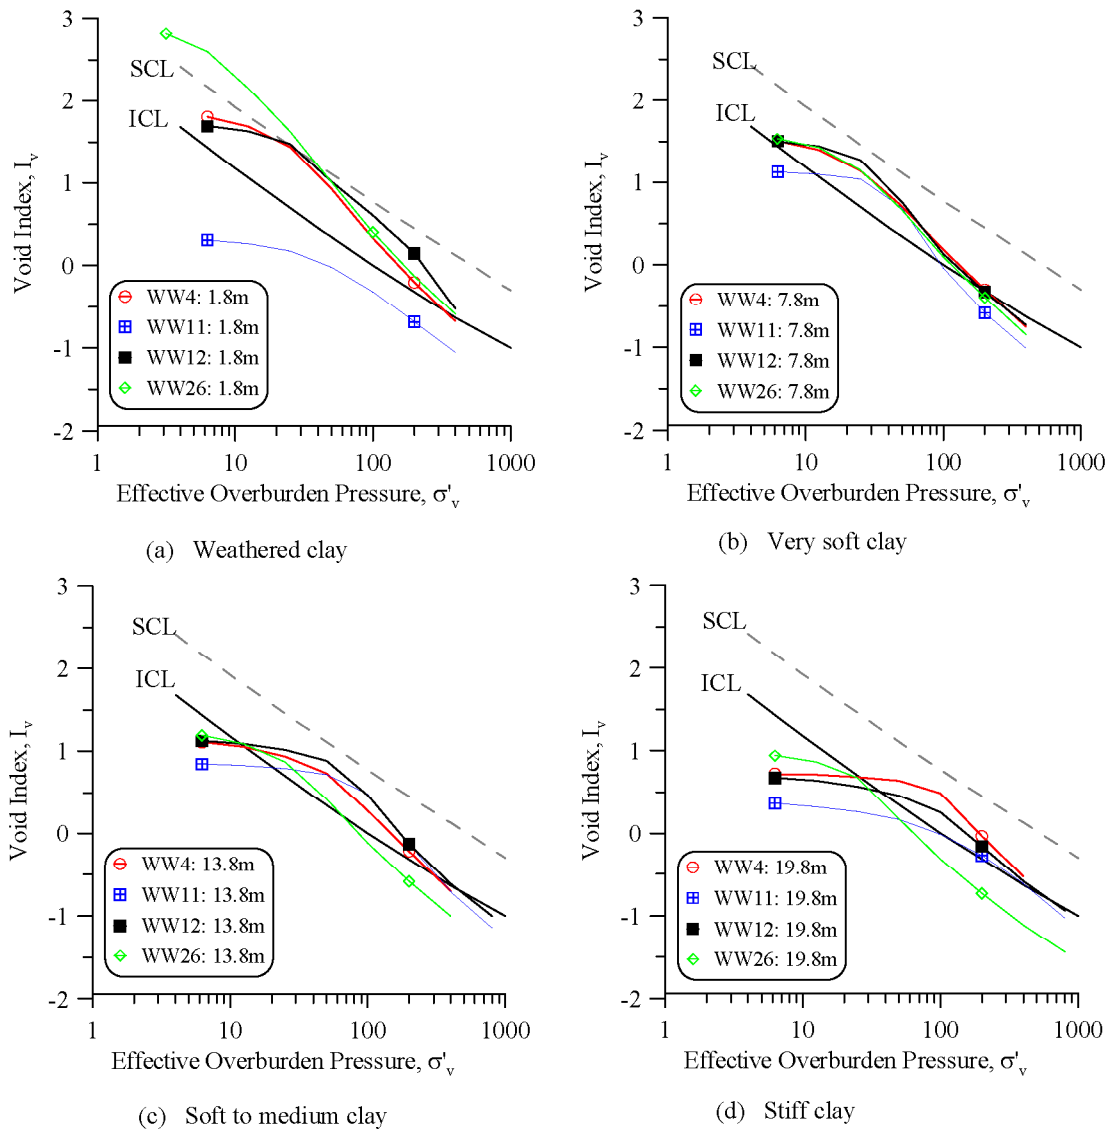 3
2
1
0
-1
-2
Void Index, Iv
SCL
ICL
WW4: 1.8m
WW11: 1.8m
WW12: 1.8m
WW26: 1.8m
1 10 100 1000
Effective Overburden Pressure, σ'v
(a) Weathered clay
3
2
1
0
-1
-2
Void Index, Iv
SCL
ICL
WW4: 7.8m
WW11: 7.8m
WW12: 7.8m
WW26: 7.8m
1 10 100 1000
Effective Overburden Pressure, σ'v
(b) Very soft clay
3
2
1
0
-1
-2
Void Index, Iv
SCL
ICL
WW4: 13.8m
WW11: 13.8m
WW12: 13.8m
WW26: 13.8m
1 10 100 1000
Effective Overburden Pressure, σ'v
(c) Soft to medium clay
3
2
1
0
-1
-2
Void Index, Iv
SCL
ICL
WW4: 19.8m
WW11: 19.8m
WW12: 19.8m
WW26: 19.8m
1 10 100 1000
Effective Overburden Pressure, σ'v
(d) Stiff clay